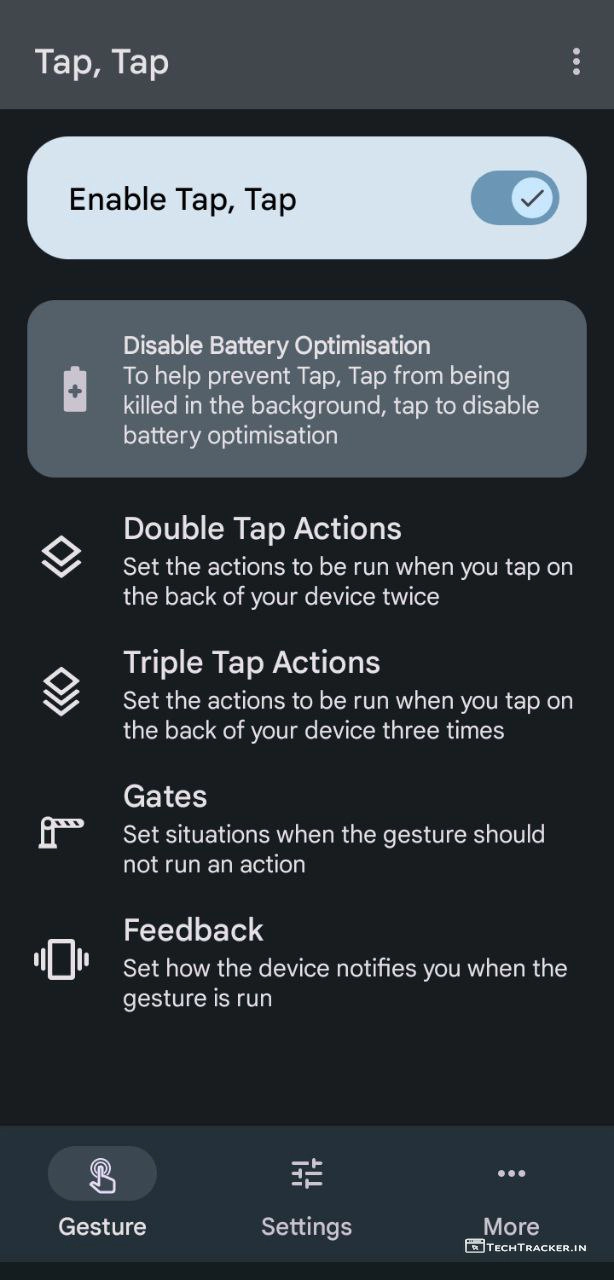 Tap, Tap
Enable Tap, Tap
Disable Battery Optimisation
To help prevent Tap, Tap from being
killed in the background, tap to disable
battery optimisation
Double Tap Actions
Set the actions to be run when you tap on
the back of your device twice
Triple Tap Actions
Set the actions to be run when you tap on
the back of your device three times
Gates
Set situations when the gesture should
not run an action
Feedback
Set how the device notifies you when the
gesture is run
Gesture
Settings
More
TECHTRACKER.IN